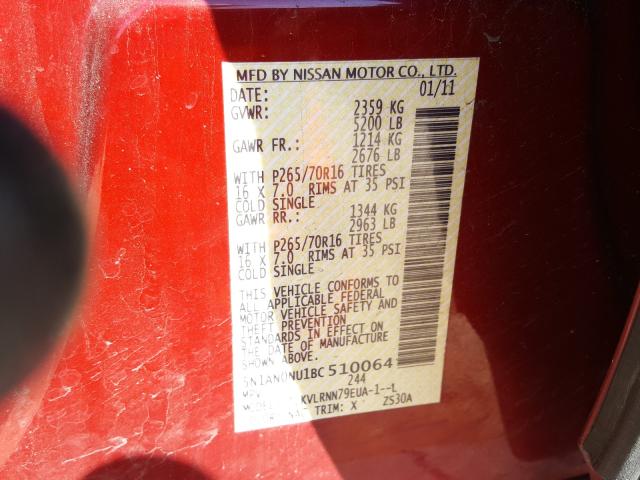 MFD BY NISSAN MOTOR CO., LTD.
DATE: 01/11
GVWR: 2359 KG
5200 LB
GAWR FR.: 1214 KG
2676 LB
WITH P265/70R16 TIRES
16 X 7.0 RIMS AT 35 PSI
COLD SINGLE
GAWR RR.: 1344 KG
2963 LB
WITH P265/70R16 TIRES
16 X 7.0 RIMS AT 35 PSI
COLD SINGLE
THIS VEHICLE CONFORMS TO
ALL APPLICABLE FEDERAL
MOTOR VEHICLE SAFETY AND
THEFT PREVENTION
STANDARDS IN EFFECT ON
THE DATE OF MANUFACTURE
SHOWN ABOVE.
5N1AN0NU1BC 510064
244
KVLRNN79EUA-1--L
TRIM: X ZS30A